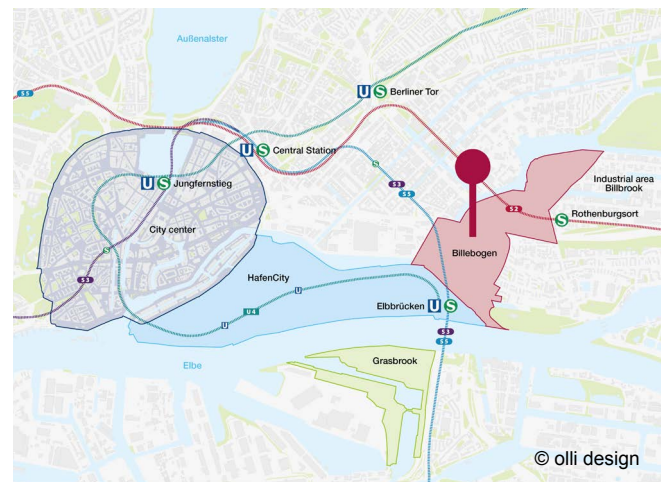 Außenalster
S5
U S Berliner Tor
U S Central Station
S
Industrial area
Billbrook
U S Jungfernstieg
S3
S5
S2
S Rothenburgsort
City center
S
Billebogen
HafenCity
S3
U
U4
U
Elbbrücken U S
S3
S5
Elbe
Grasbrook
© olli design